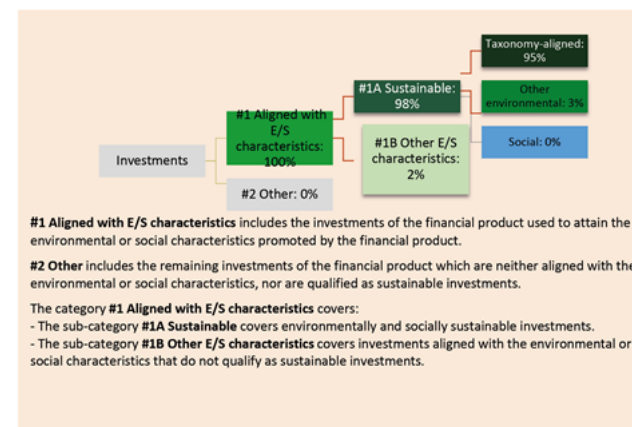 Taxonomy-aligned:
95%
#1A Sustainable:
98%
Other
environmental: 3%
#1 Aligned with
E/S
characteristics:
100%
#1B Other E/S
characteristics:
2%
Social: 0%
Investments
#2 Other: 0%
#1 Aligned with E/S characteristics includes the investments of the financial product used to attain the
environmental or social characteristics promoted by the financial product.
#2 Other includes the remaining investments of the financial product which are neither aligned with the
environmental or social characteristics, nor are qualified as sustainable investments.
The category #1 Aligned with E/S characteristics covers:
- The sub-category #1A Sustainable covers environmentally and socially sustainable investments.
- The sub-category #1B Other E/S characteristics covers investments aligned with the environmental or
social characteristics that do not qualify as sustainable investments.